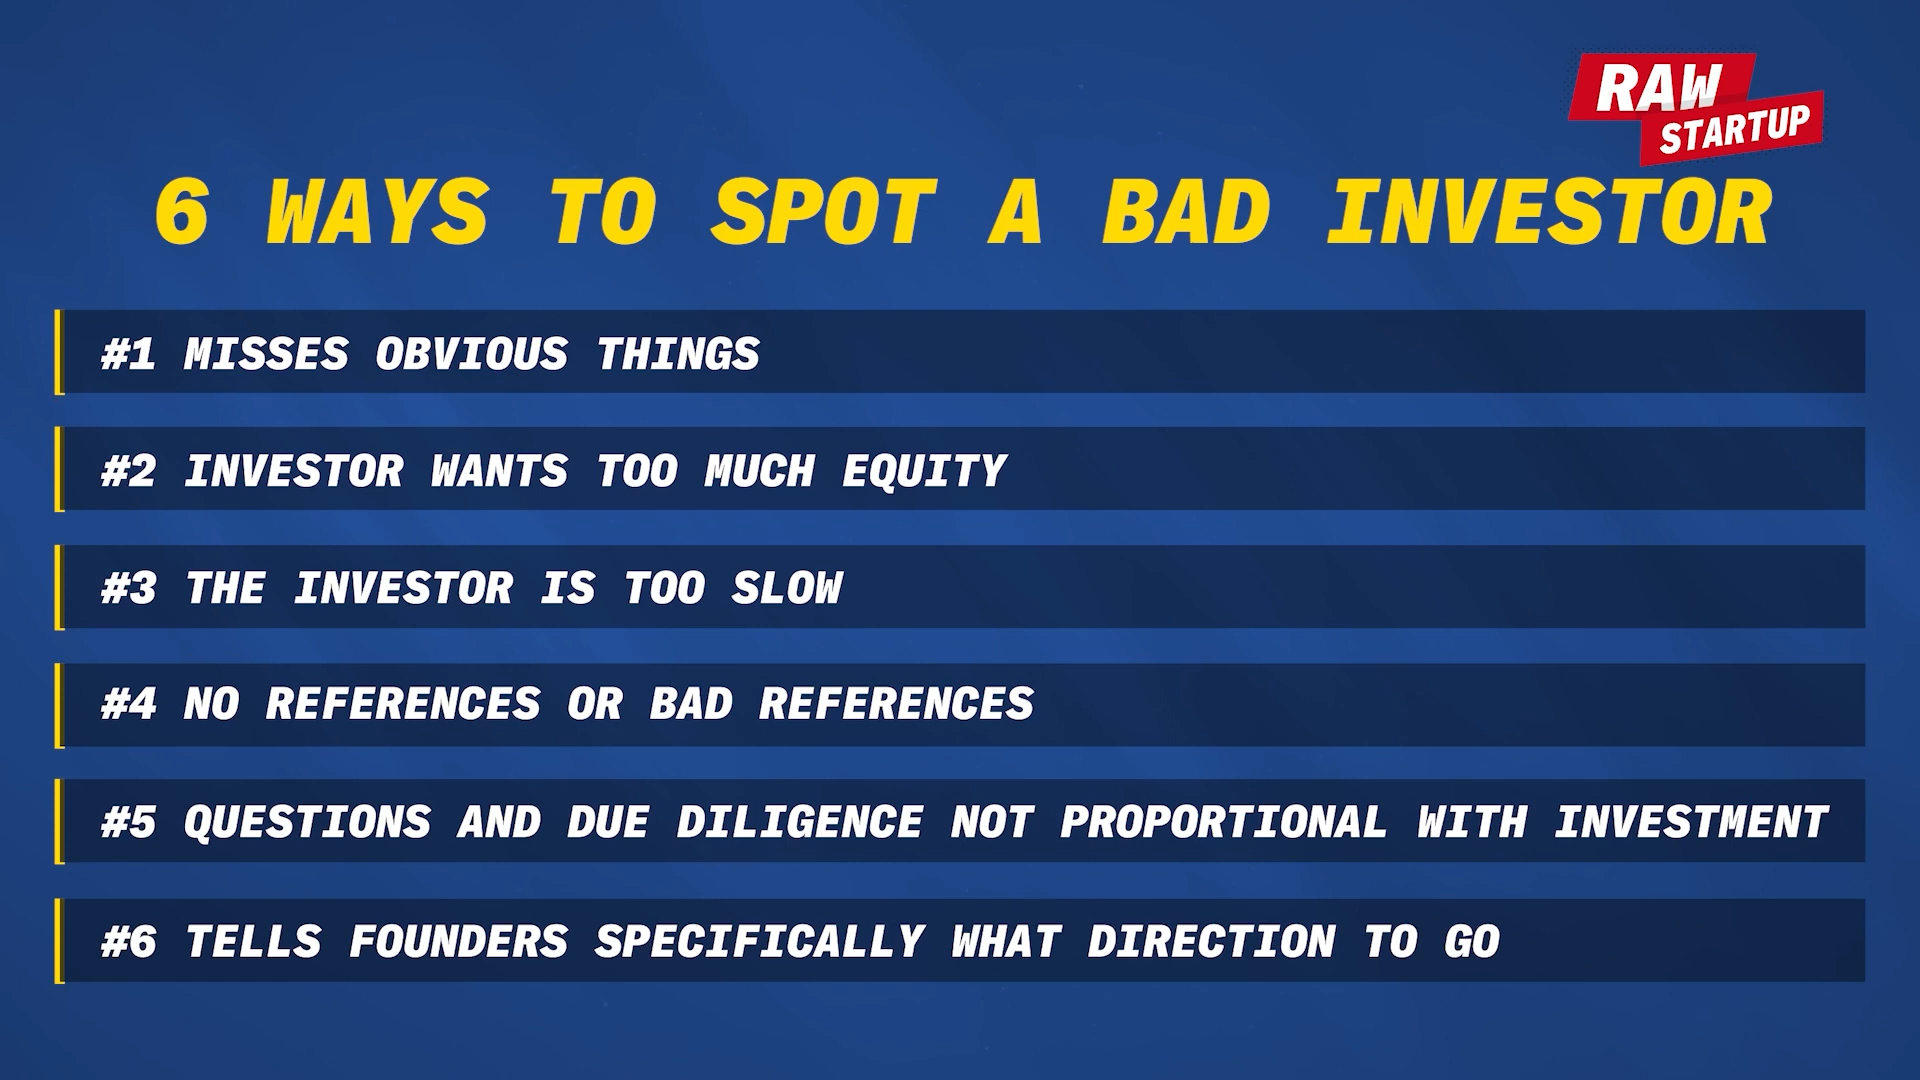 RAW
STARTUP
6 WAYS TO SPOT A BAD INVESTOR
#1 MISSES OBVIOUS THINGS
#2 INVESTOR WANTS TOO MUCH EQUITY
#3 THE INVESTOR IS TOO SLOW
#4 NO REFERENCES OR BAD REFERENCES
#5 QUESTIONS AND DUE DILIGENCE NOT PROPORTIONAL WITH INVESTMENT
#6 TELLS FOUNDERS SPECIFICALLY WHAT DIRECTION TO GO